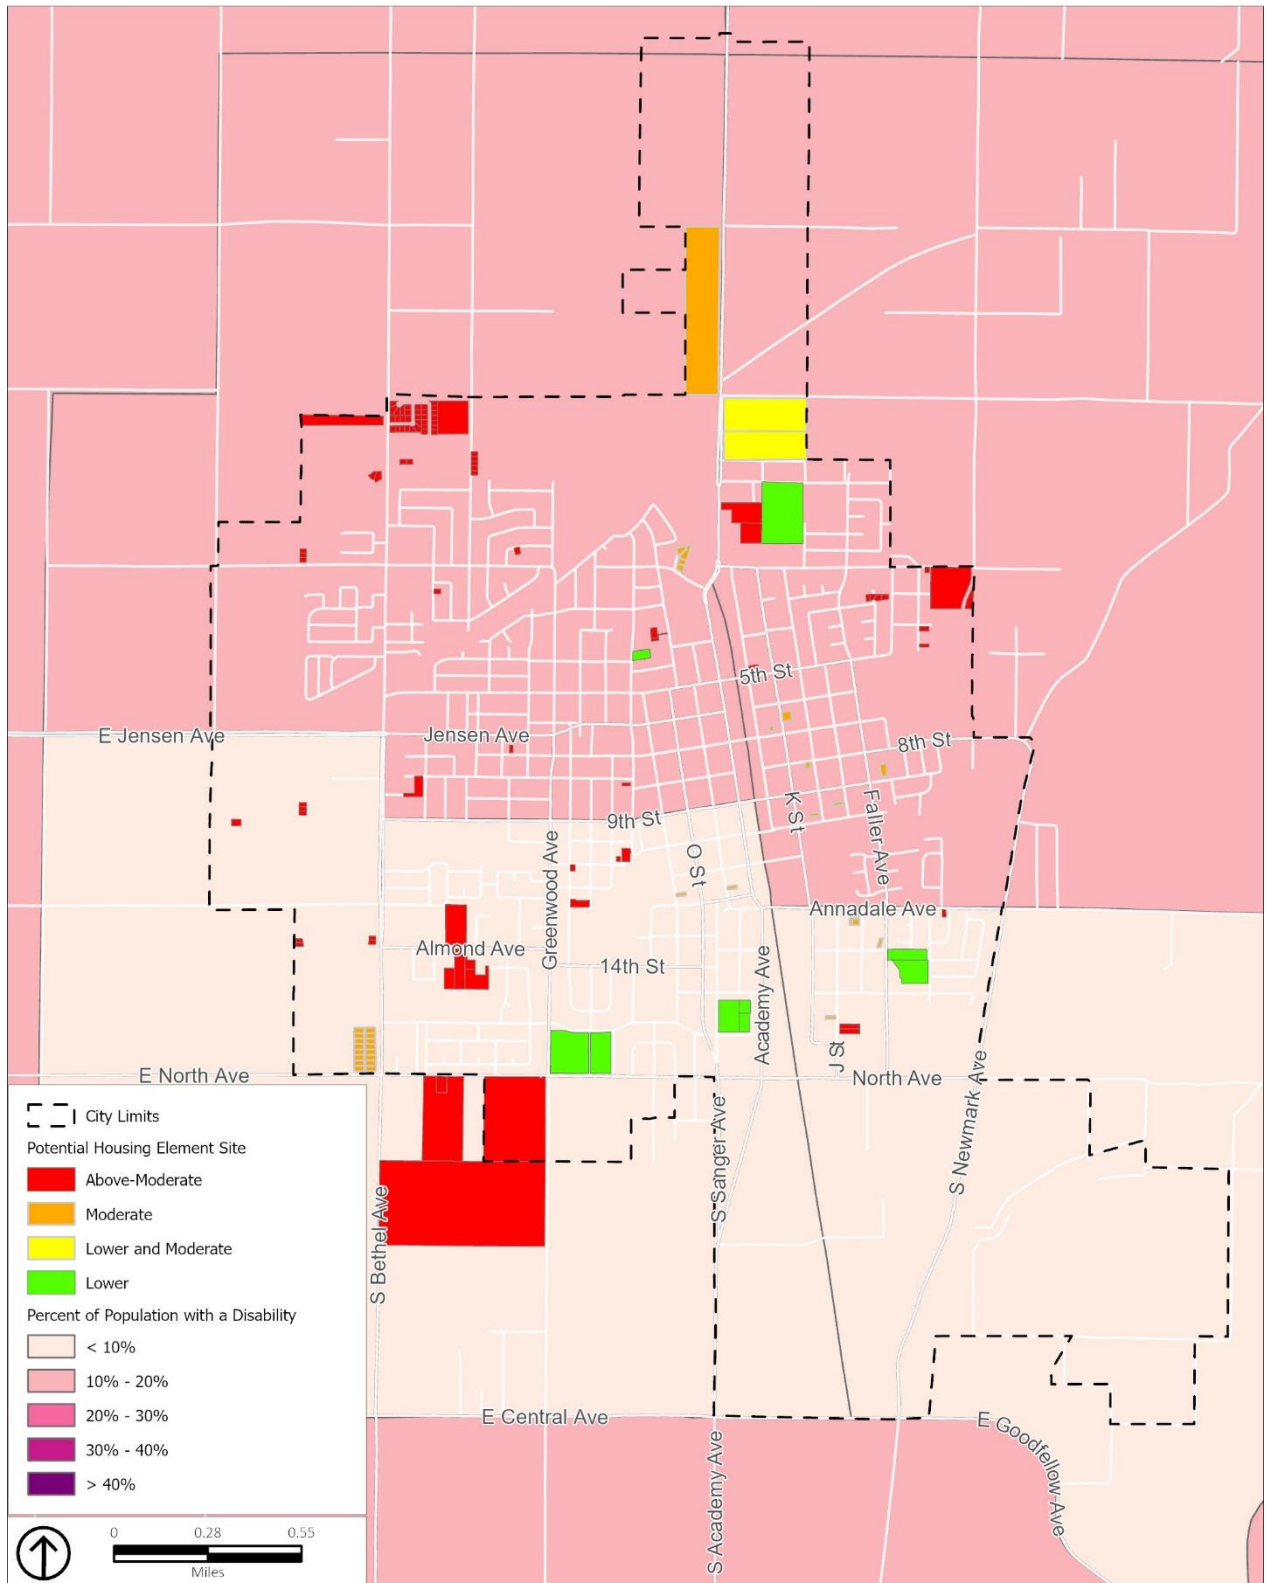 5th St
E Jensen Ave
Jensen Ave
8th St
9th St
K St
Faller Ave
O St
Greenwood Ave
Annadale Ave
Almond Ave
14th St
Academy Ave
J St
E North Ave
North Ave
S Newmark Ave
S Sanger Ave
S Bethel Ave
City Limits
Potential Housing Element Site
Above-Moderate
Moderate
Lower and Moderate
Lower
Percent of Population with a Disability
< 10%
10% - 20%
20% - 30%
30% - 40%
> 40%
E Central Ave
E Goodfellow Ave
S Academy Ave
0 0.28 0.55
Miles